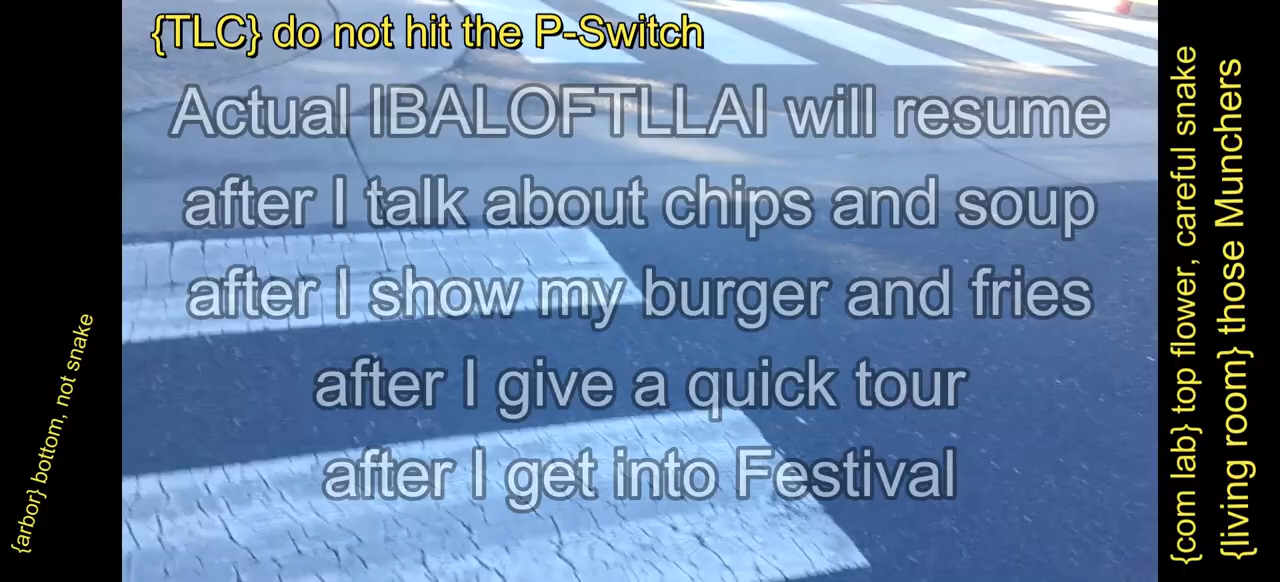 {TLC} do not hit the P-Switch
Actual IBALOFTLLAI will resume
after I talk about chips and soup
after I show my burger and fries
after I give a quick tour
after I get into Festival
{arbor} bottom, not snake
{com lab} top flower, careful snake
{living room} those Munchers